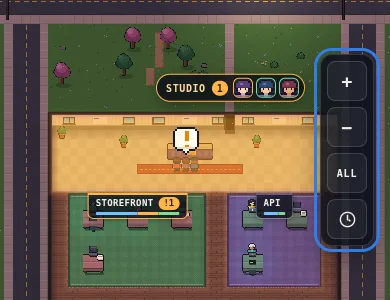 STUDIO 1
+
−
ALL
STOREFRONT !1
API
!